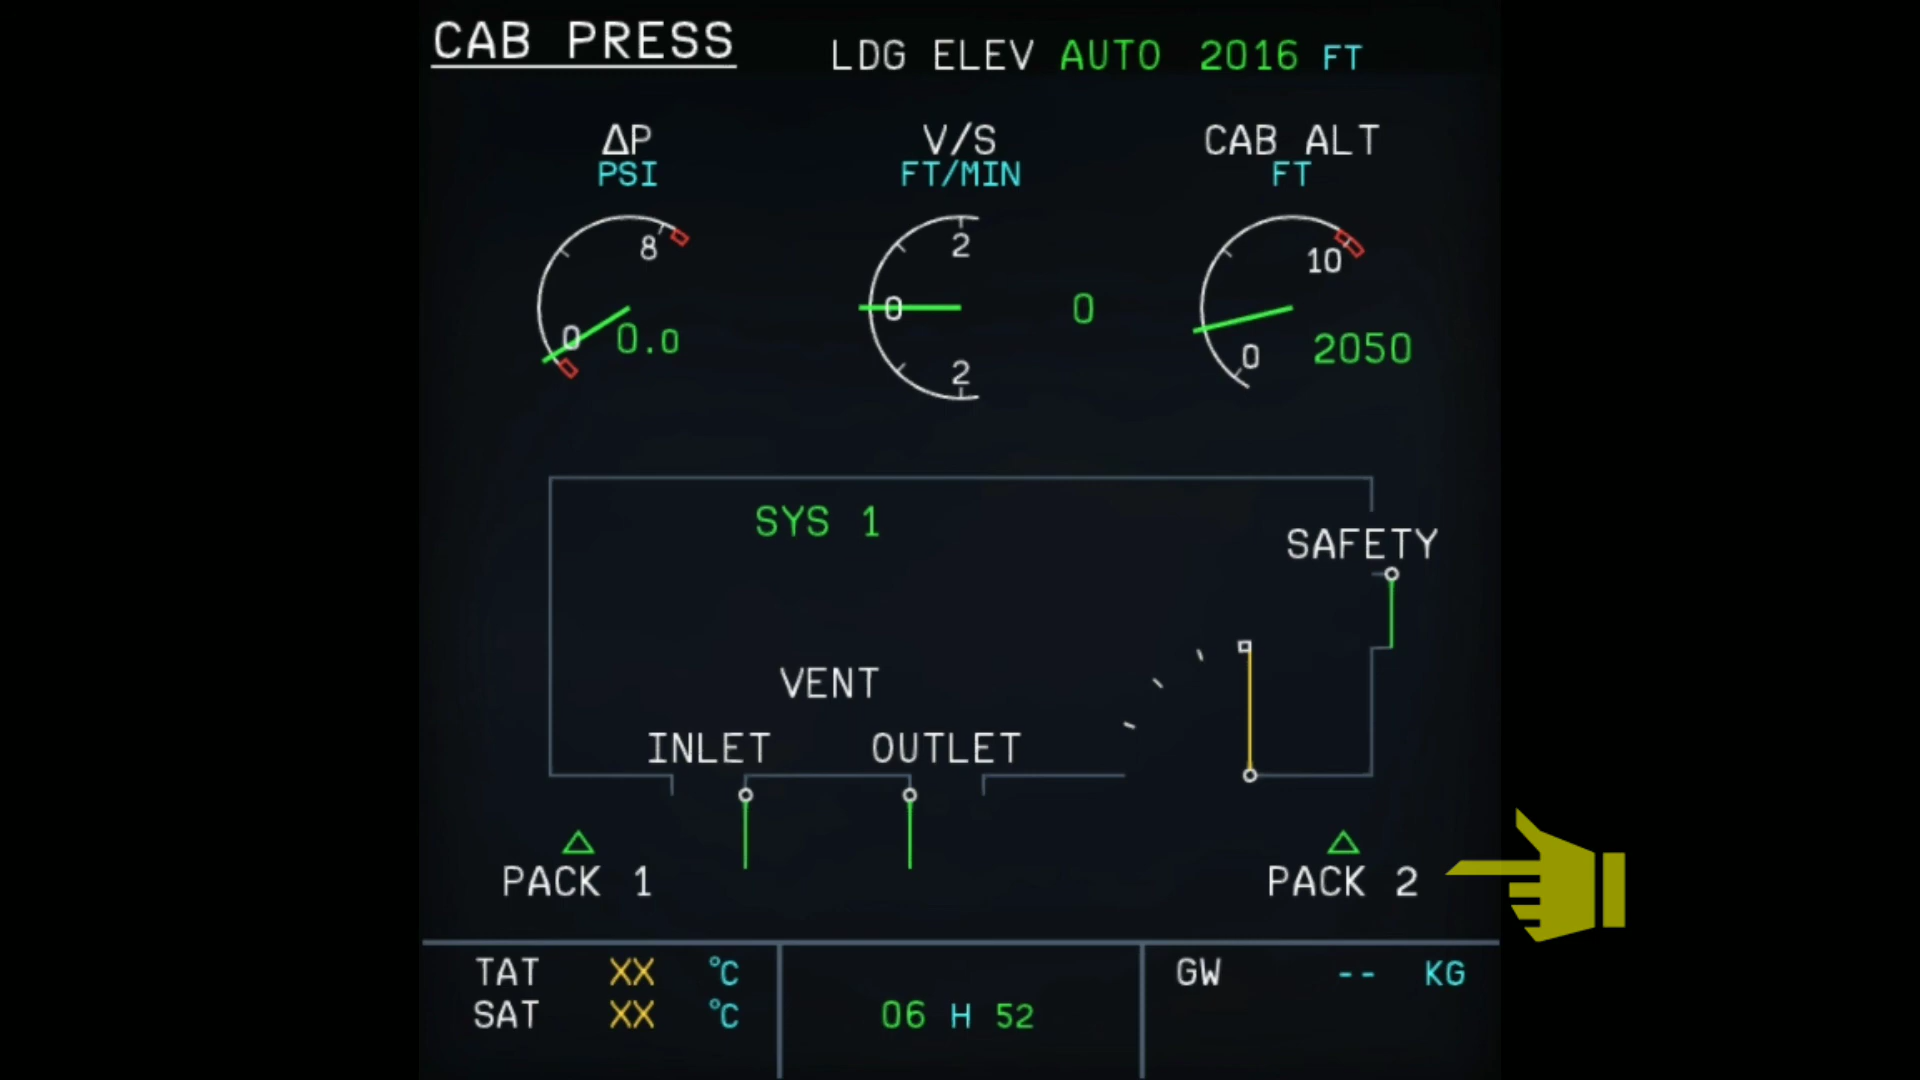 CAB PRESS
LDG ELEV AUTO 2016 FT
ΔP
PSI
V/S
FT/MIN
CAB ALT
FT
8
0
0.0
2
0
2
0
10
0
2050
SYS 1
SAFETY
VENT
INLET
OUTLET
PACK 1
PACK 2
TAT XX °C
SAT XX °C
06 H 52
GW -- KG